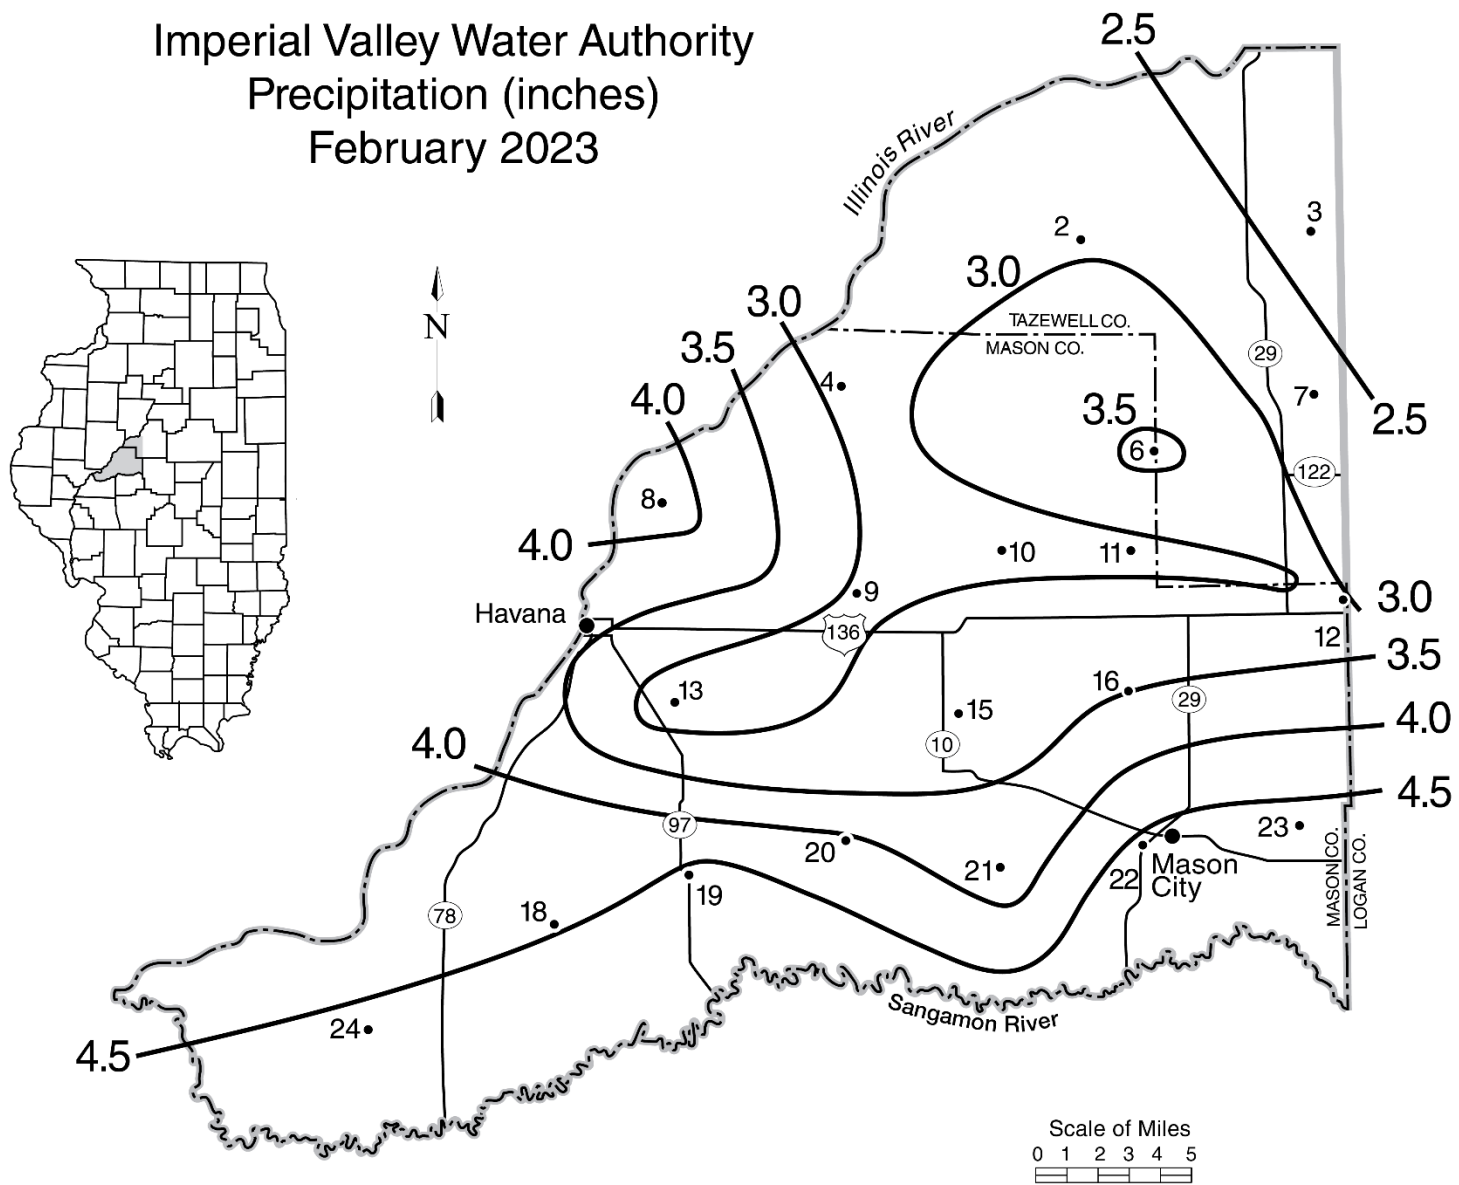 Imperial Valley Water Authority
Precipitation (inches)
February 2023
2.5
Illinois River
3
2
3.0
3.0
N
TAZEWELL CO.
MASON CO.
3.5
29
4
4.0
7
3.5
2.5
6
122
8
4.0
10
11
9
3.0
Havana
136
12
3.5
13
16
29
15
4.0
10
4.0
4.5
97
23
20
MASON CO.
LOGAN CO.
21
Mason
City
22
19
18
78
Sangamon River
24
4.5
Scale of Miles
0 1 2 3 4 5